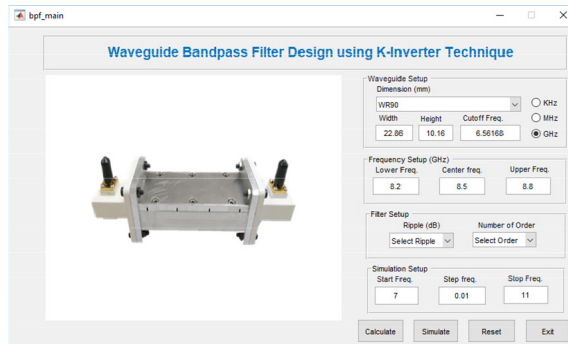 bpf_main
Waveguide Bandpass Filter Design using K-Inverter Technique
Waveguide Setup
Dimension (mm)
WR90
KHz
Width Height Cutoff Freq.
MHz
22.86 10.16 6.56168
GHz
Frequency Setup (GHz)
Lower Freq. Center freq. Upper Freq.
8.2 8.5 8.8
Filter Setup
Ripple (dB) Number of Order
Select Ripple Select Order
Simulation Setup
Start Freq. Step freq. Stop Freq.
7 0.01 11
Calculate Simulate Reset Exit